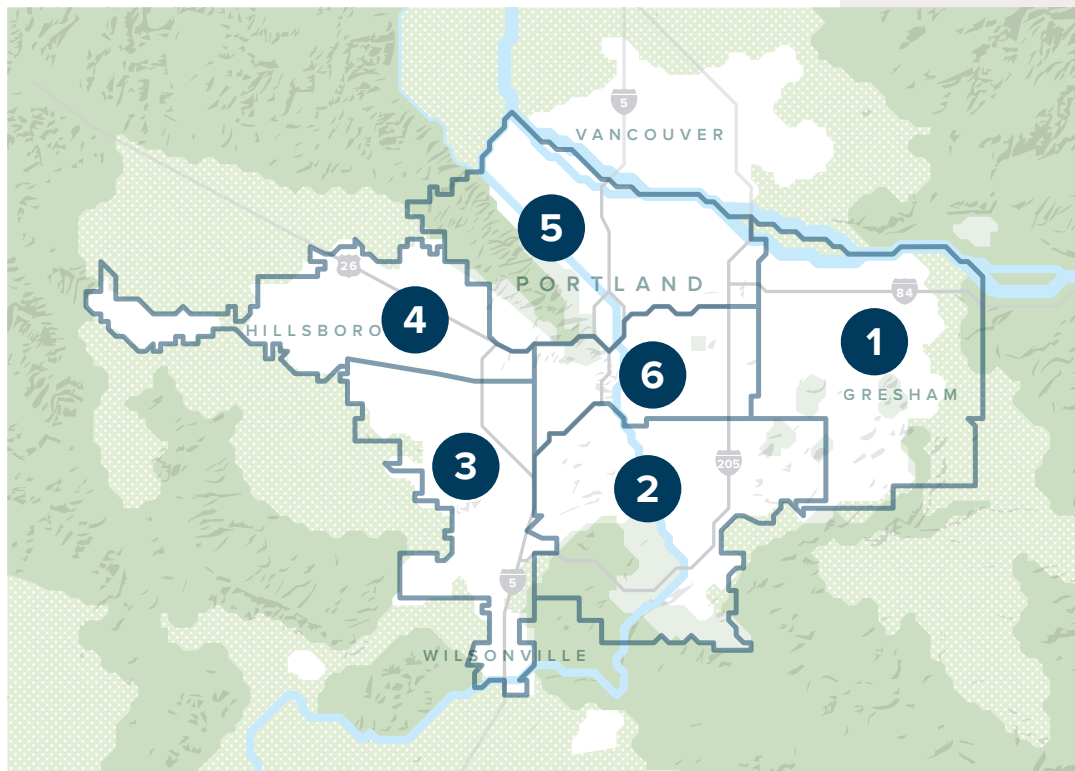 5
VANCOUVER
5
26
PORTLAND
84
4
HILLSBORO
1
6
GRESHAM
3
205
2
5
WILSONVILLE